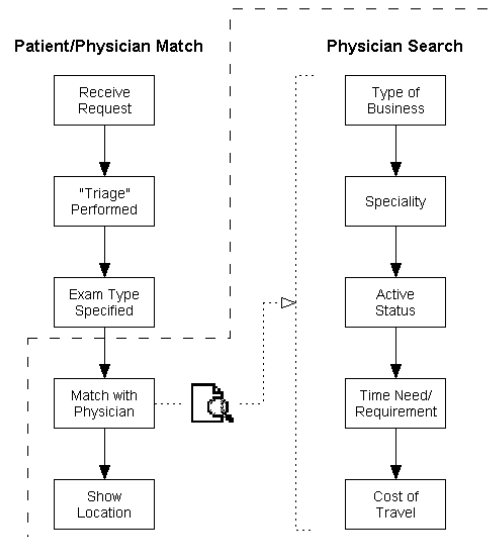 Patient/Physician Match
Receive
Request
"Triage"
Performed
Exam Type
Specified
Match with
Physician
Show
Location
Physician Search
Type of
Business
Speciality
Active
Status
Time Need/
Requirement
Cost of
Travel